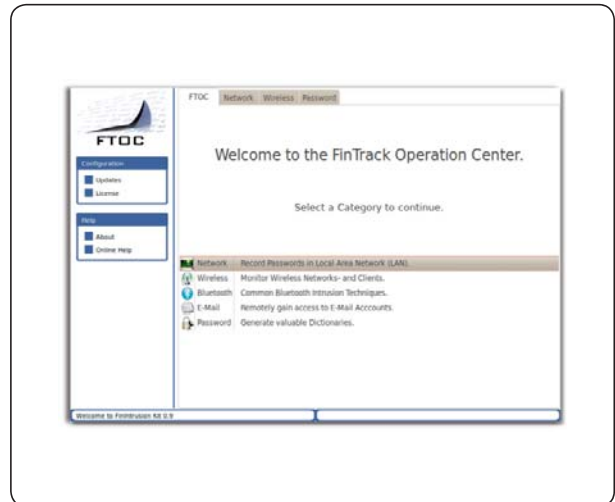 FTOC Network Wireless Password
FTOC
Configuration
Updates
License
Help
About
Online Help
Welcome to the FinTrack Operation Center.
Select a Category to continue.
Network Record Passwords in Local Area Network (LAN).
Wireless Monitor Wireless Networks- and Clients.
Bluetooth Common Bluetooth Intrusion Techniques.
E-Mail Remotely gain access to E-Mail Acccounts.
Password Generate valuable Dictionaries.
Welcome to FinIntrusion Kit 0.9